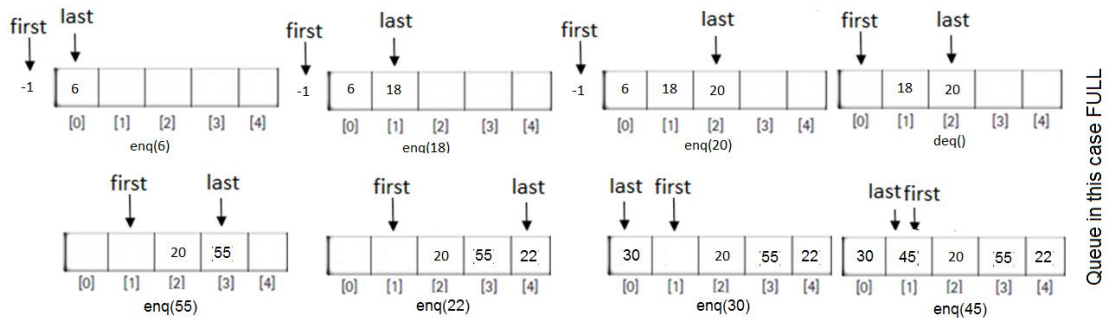 first last
-1 6
[0] [1] [2] [3] [4]
enq(6)
first last
-1 6 18
[0] [1] [2] [3] [4]
enq(18)
first last
-1 6 18 20
[0] [1] [2] [3] [4]
enq(20)
first last
18 20
[0] [1] [2] [3] [4]
deq()
first last
20 55
[0] [1] [2] [3] [4]
enq(55)
first last
20 55 22
[0] [1] [2] [3] [4]
enq(22)
last first
30 20 55 22
[0] [1] [2] [3] [4]
enq(30)
last first
30 45 20 55 22
[0] [1] [2] [3] [4]
enq(45)
Queue in this case FULL